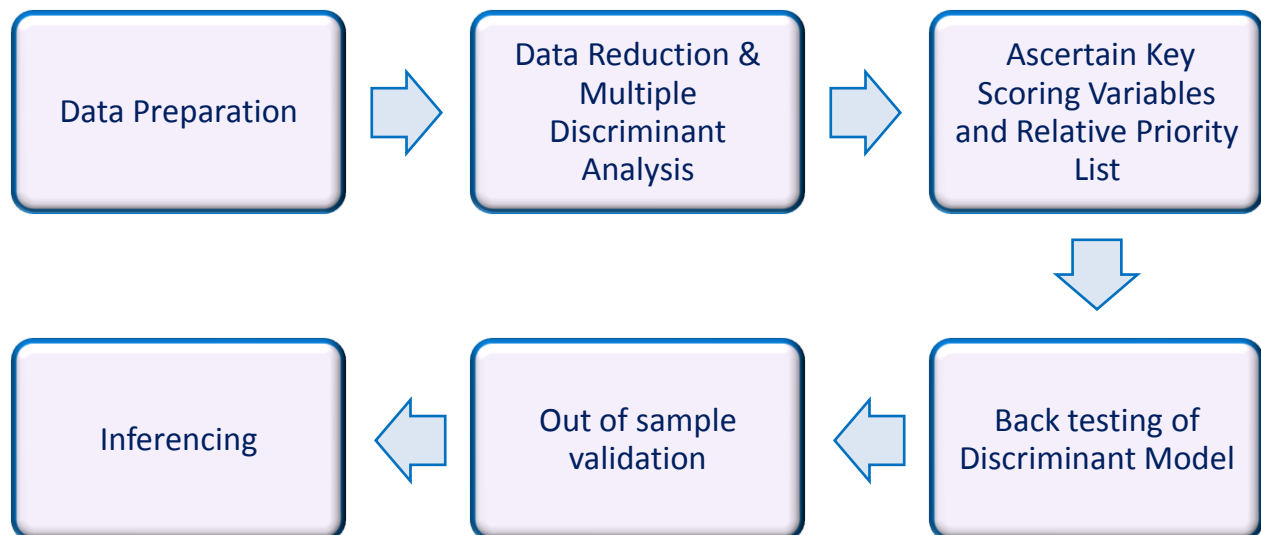 Data Preparation
Data Reduction &
Multiple
Discriminant
Analysis
Ascertain Key
Scoring Variables
and Relative Priority
List
Back testing of
Discriminant Model
Out of sample
validation
Inferencing